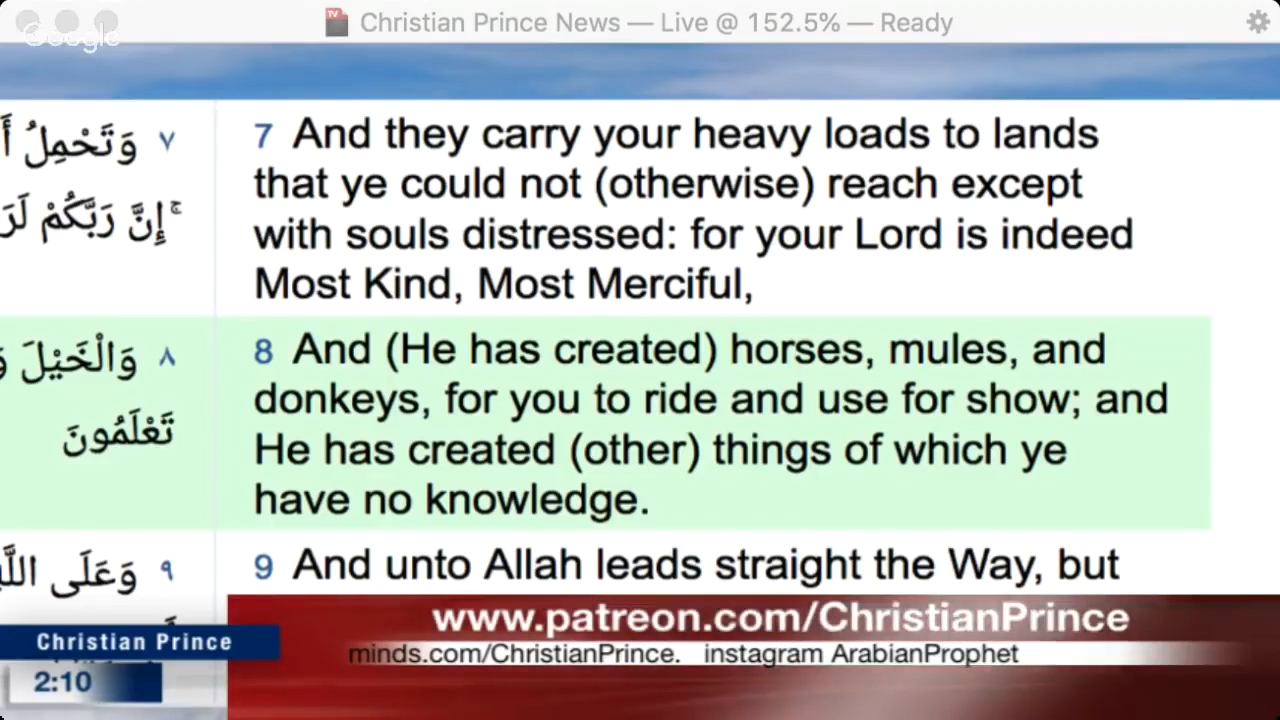 Christian Prince News — Live @ 152.5% — Ready
Google
٧ وَتَحْمِلُ
إِنَّ رَبَّكُمْ
7 And they carry your heavy loads to lands
that ye could not (otherwise) reach except
with souls distressed: for your Lord is indeed
Most Kind, Most Merciful,
٨ وَالْخَيْلَ
تَعْلَمُونَ
8 And (He has created) horses, mules, and
donkeys, for you to ride and use for show; and
He has created (other) things of which ye
have no knowledge.
٩ وَعَلَى
9 And unto Allah leads straight the Way, but
www.patreon.com/ChristianPrince
Christian Prince
minds.com/ChristianPrince. instagram ArabianProphet
2:10